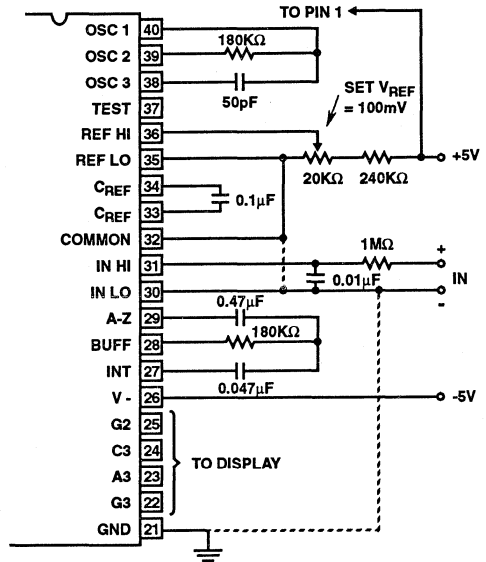 TO PIN 1
OSC 1 40
180KΩ
OSC 2 39
OSC 3 38
50pF
SET VREF
= 100mV
TEST 37
REF HI 36
REF LO 35
+5V
20KΩ 240KΩ
CREF 34
0.1µF
CREF 33
COMMON 32
1MΩ
+
IN HI 31
0.01µF
IN
IN LO 30
-
0.47µF
A-Z 29
180KΩ
BUFF 28
INT 27
0.047µF
V - 26
-5V
G2 25
C3 24
TO DISPLAY
A3 23
G3 22
GND 21